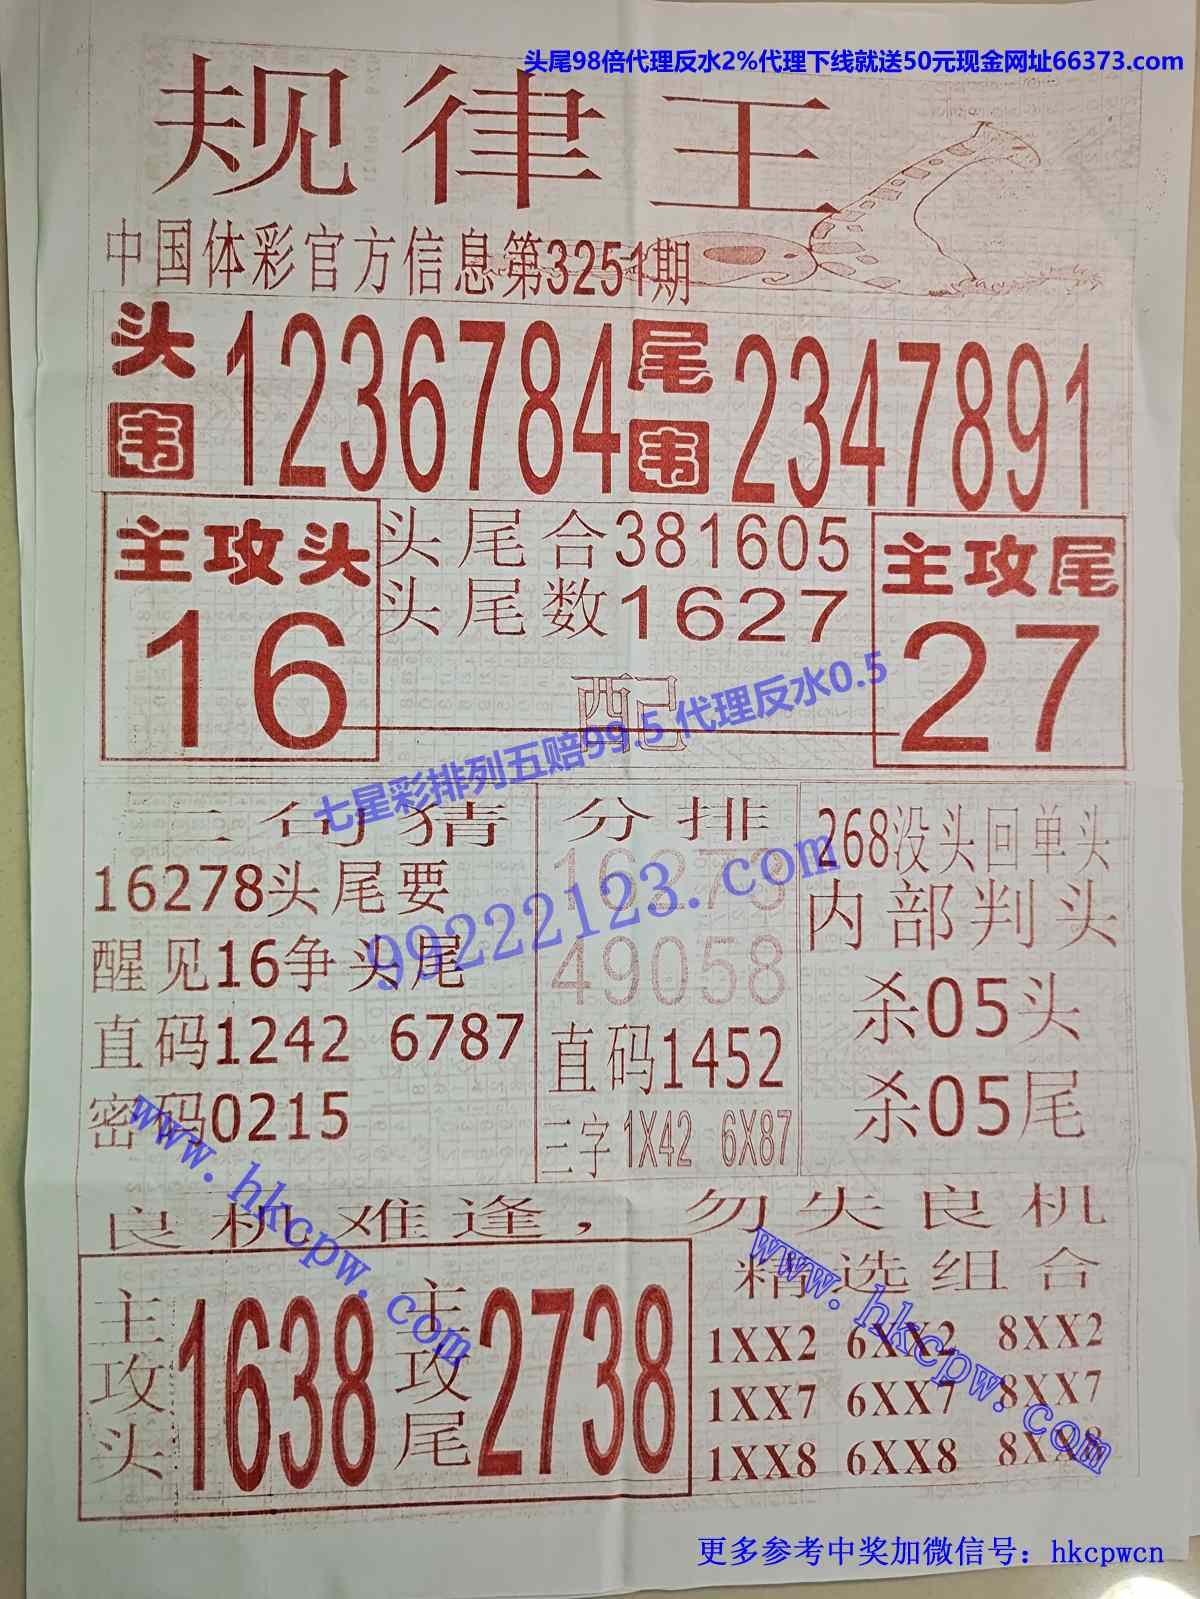 头尾98倍代理反水2%代理下线就送50元现金网址66373.com
规律王
中国体彩官方信息第3251期
头韦 1236784 尾韦 2347891
主攻头 16
头尾合381605
头尾数1627
主攻尾 27
配
七星彩排列五赔99.5 代理反水0.5
99222123.com
三句猜
16278头尾要
醒见16争头尾
直码1242 6787
密码0215
分排
16273
49058
直码1452
三字 1X42 6X87
268没头回单头
内部判头
杀05头
杀05尾
www.hkcpw.com
良机难逢，勿失良机
主攻头 1638 主攻尾 2738
精选组合
1XX2 6XX2 8XX2
1XX7 6XX7 8XX7
1XX8 6XX8 8XX8
www.hkcpw.com
更多参考中奖加微信号：hkcpwcn